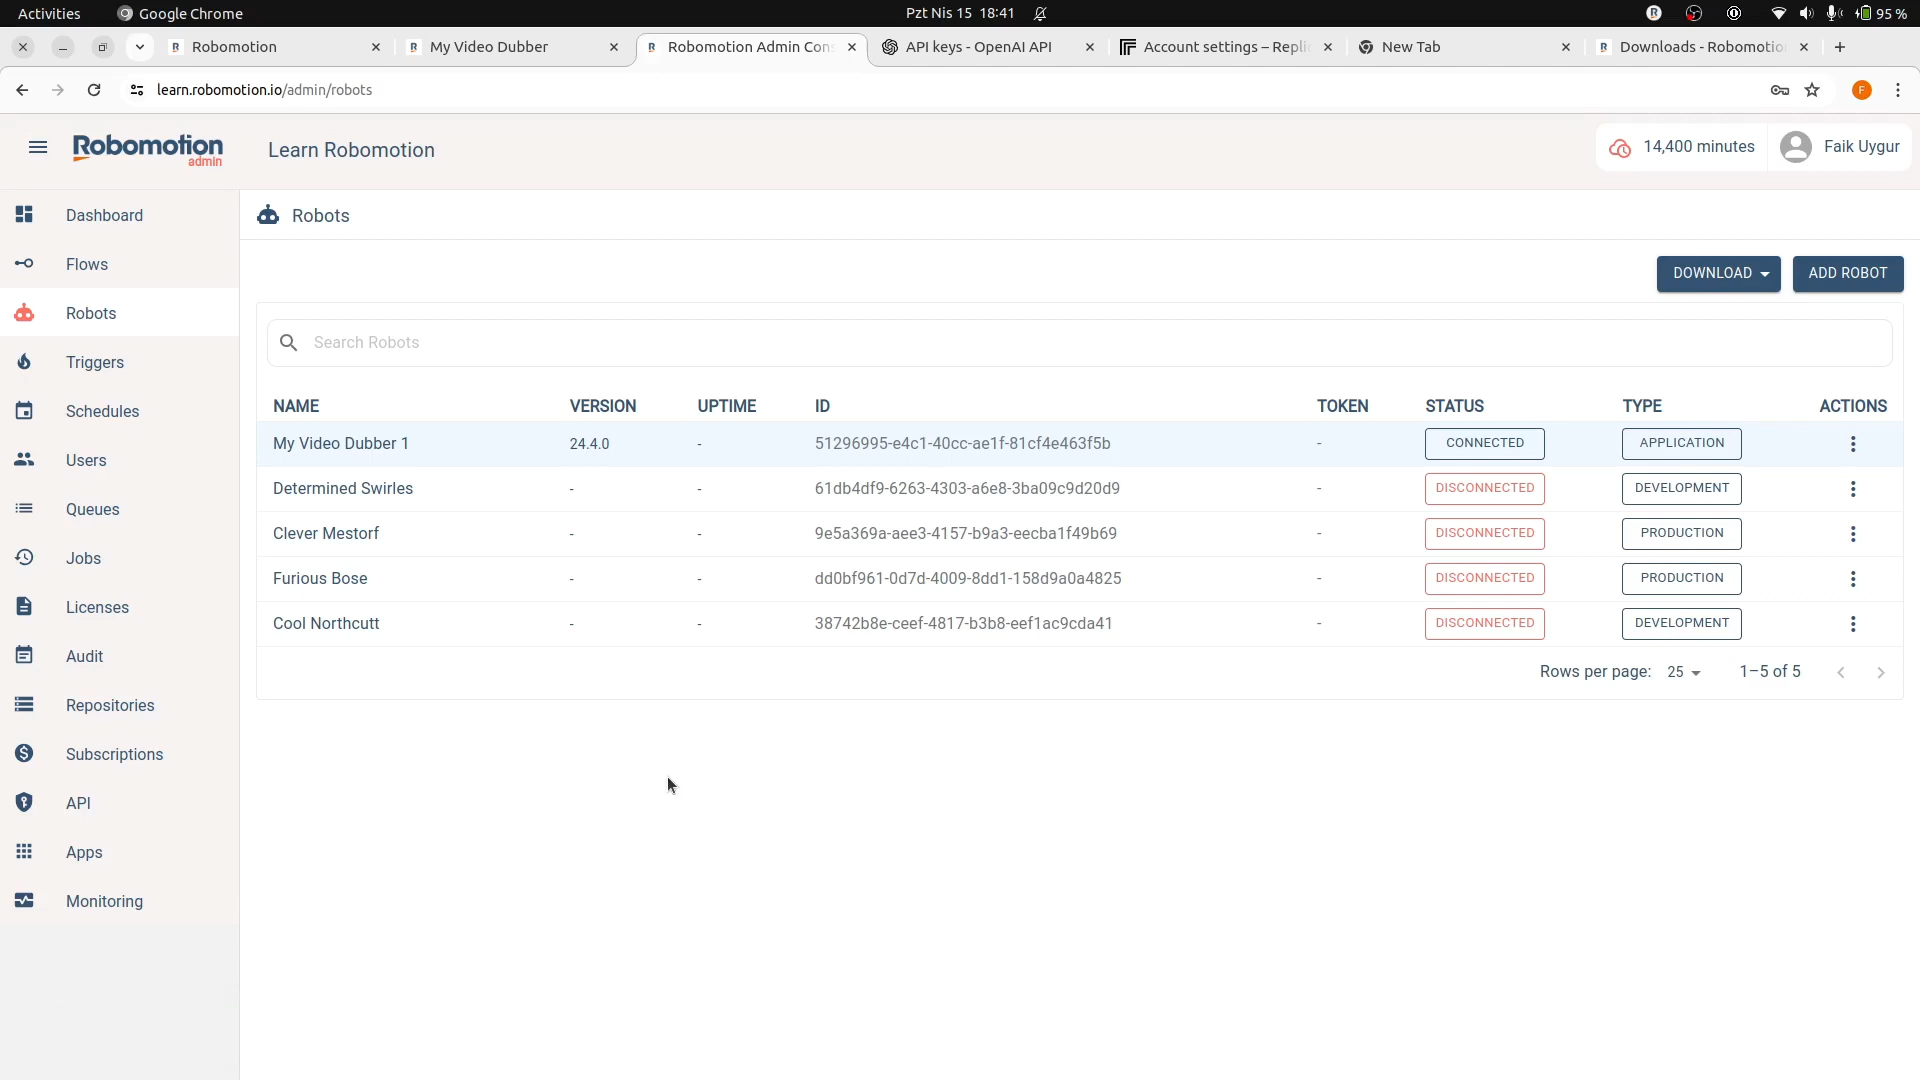 Activities Google Chrome Pzt Nis 15 18:41 95 %
Robomotion My Video Dubber Robomotion Admin Con API keys - OpenAI API Account settings – Repli New Tab Downloads - Robomotio
learn.robomotion.io/admin/robots F
Robomotion admin Learn Robomotion 14,400 minutes Faik Uygur
Dashboard
Flows
Robots
Triggers
Schedules
Users
Queues
Jobs
Licenses
Audit
Repositories
Subscriptions
API
Apps
Monitoring
Robots
DOWNLOAD ADD ROBOT
Search Robots
NAME VERSION UPTIME ID TOKEN STATUS TYPE ACTIONS
My Video Dubber 1 24.4.0 - 51296995-e4c1-40cc-ae1f-81cf4e463f5b - CONNECTED APPLICATION
Determined Swirles - - 61db4df9-6263-4303-a6e8-3ba09c9d20d9 - DISCONNECTED DEVELOPMENT
Clever Mestorf - - 9e5a369a-aee3-4157-b9a3-eecba1f49b69 - DISCONNECTED PRODUCTION
Furious Bose - - dd0bf961-0d7d-4009-8dd1-158d9a0a4825 - DISCONNECTED PRODUCTION
Cool Northcutt - - 38742b8e-ceef-4817-b3b8-eef1ac9cda41 - DISCONNECTED DEVELOPMENT
Rows per page: 25 1–5 of 5